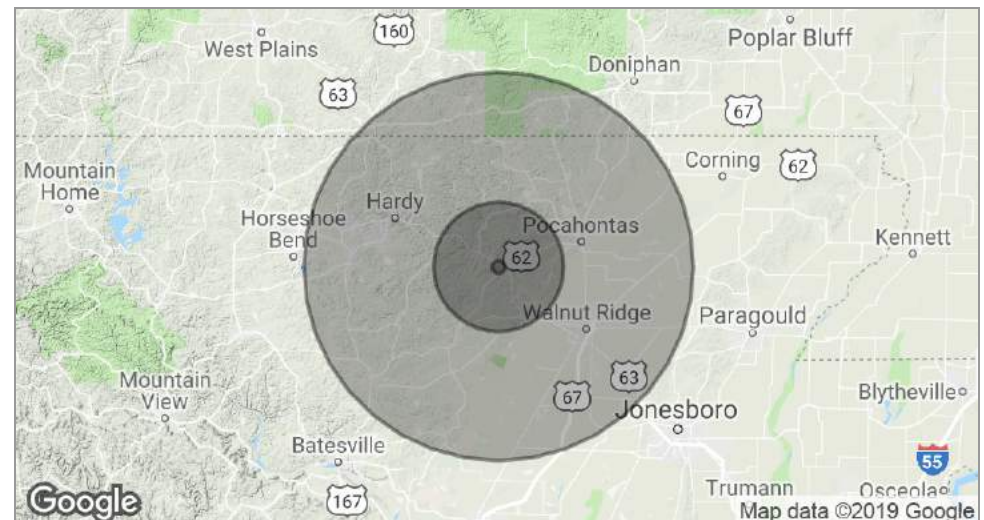 160
West Plains
Poplar Bluff
Doniphan
63
67
Corning
62
Mountain
Home
Hardy
Horseshoe
Bend
Pocahontas
62
Kennett
Walnut Ridge
Paragould
Mountain
View
63
67
Blytheville
Jonesboro
Batesville
55
167
Trumann
Osceola
Google
Map data ©2019 Google